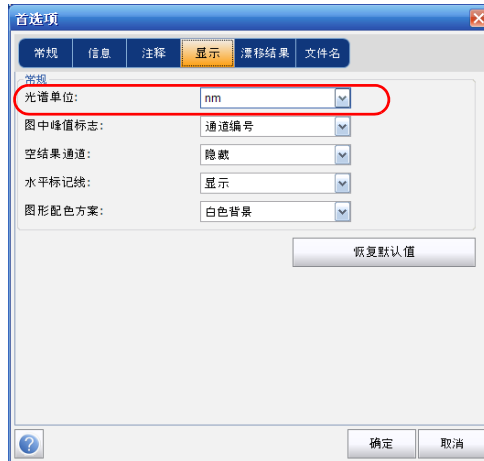 首选项
常规 信息 注释 显示 漂移结果 文件名
常规
光谱单位: nm
图中峰值标志: 通道编号
空结果通道: 隐藏
水平标记线: 显示
图形配色方案: 白色背景
恢复默认值
? 确定 取消